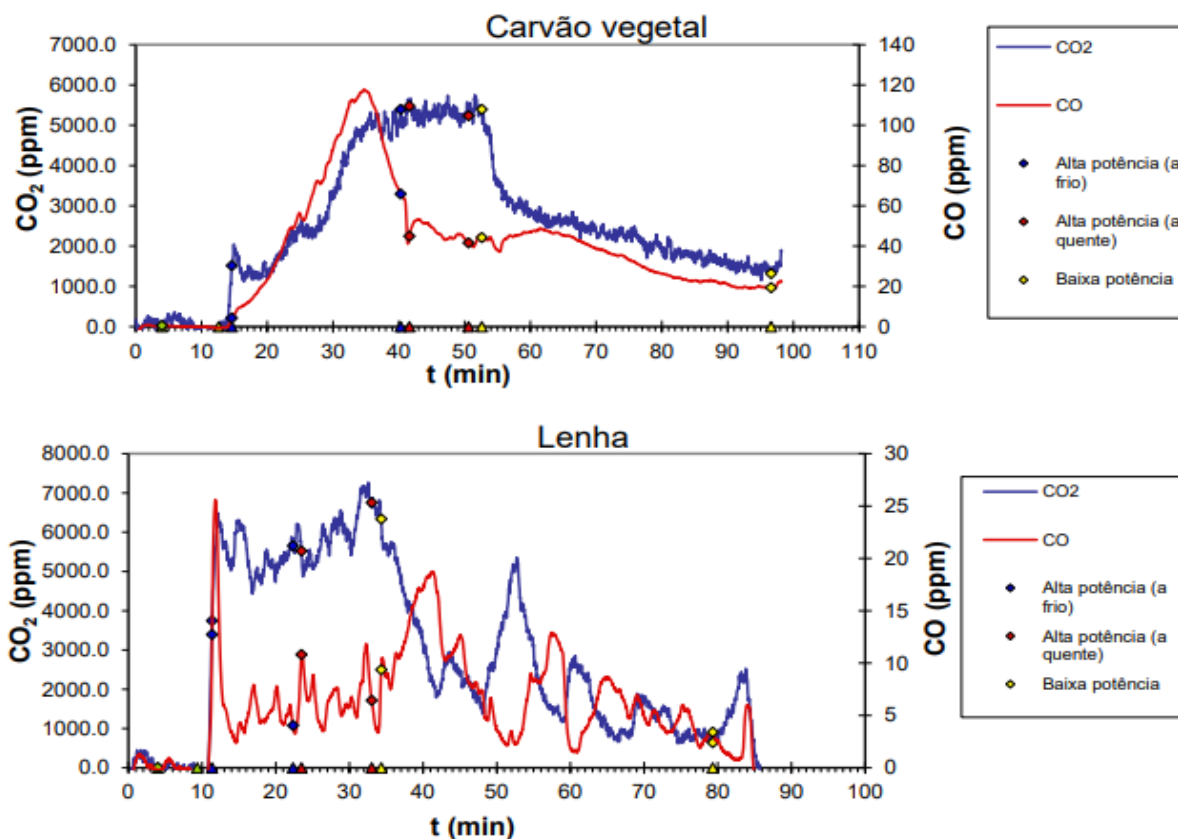 Carvão vegetal
7000.0
6000.0
5000.0
4000.0
3000.0
2000.0
1000.0
0.0
CO2 (ppm)
140
120
100
80
60
40
20
0
CO (ppm)
0 10 20 30 40 50 60 70 80 90 100 110
t (min)
CO2
CO
Alta potência (a
frio)
Alta potência (a
quente)
Baixa potência
Lenha
8000.0
7000.0
6000.0
5000.0
4000.0
3000.0
2000.0
1000.0
0.0
CO2 (ppm)
30
25
20
15
10
5
0
CO (ppm)
0 10 20 30 40 50 60 70 80 90 100
t (min)
CO2
CO
Alta potência (a
frio)
Alta potência (a
quente)
Baixa potência